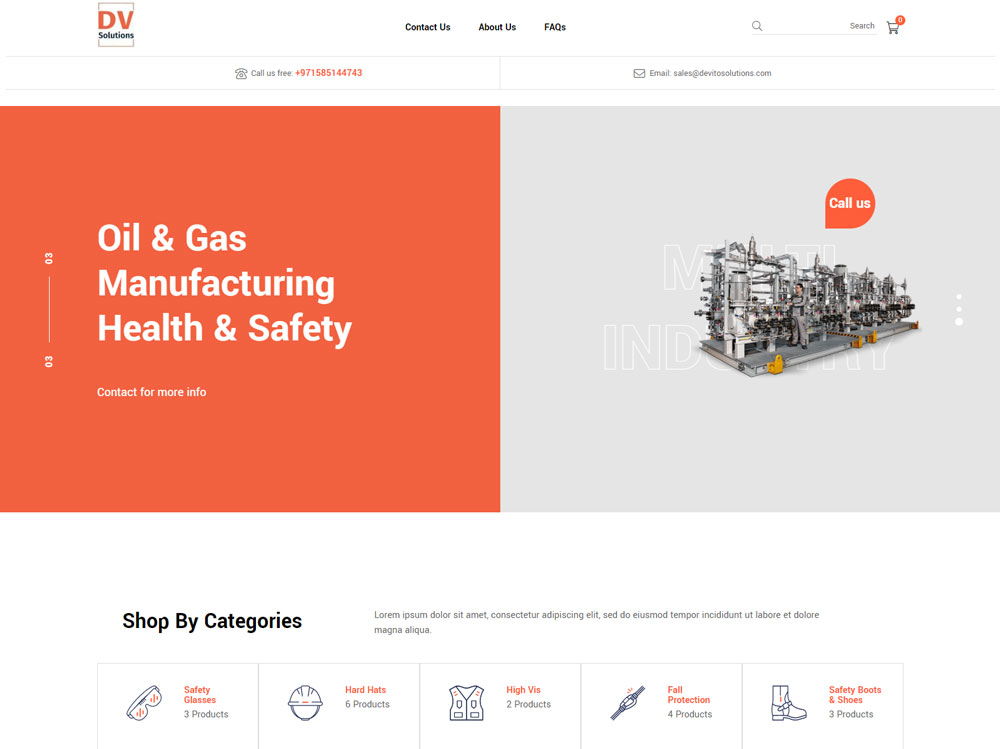 DV
Solutions
Contact Us
About Us
FAQs
Search
0
Call us free: +971585144743
Email: sales@devitosolutions.com
03
03
Oil & Gas
Manufacturing
Health & Safety
Contact for more info
Call us
MULTI
INDUSTRY
Shop By Categories
Lorem ipsum dolor sit amet, consectetur adipiscing elit, sed do eiusmod tempor incididunt ut labore et dolore
magna aliqua.
Safety
Glasses
3 Products
Hard Hats
6 Products
High Vis
2 Products
Fall
Protection
4 Products
Safety Boots
& Shoes
3 Products